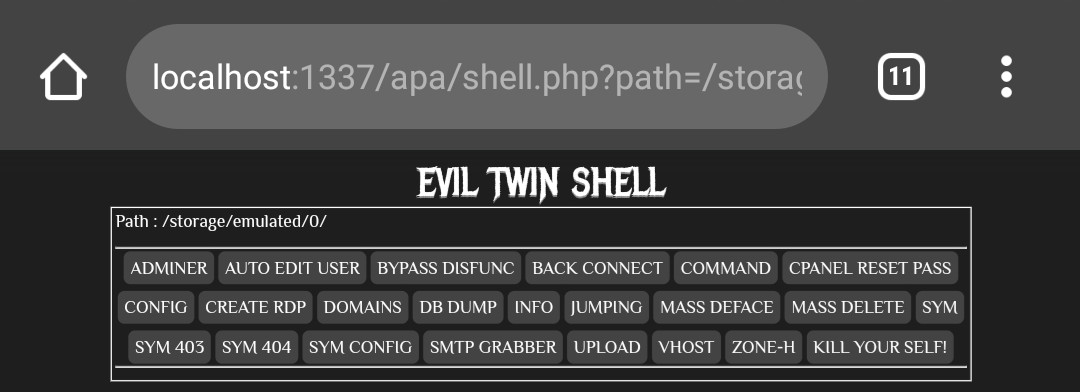 localhost:1337/apa/shell.php?path=/storag
11
EVIL TWIN SHELL
Path : /storage/emulated/0/
ADMINER AUTO EDIT USER BYPASS DISFUNC BACK CONNECT COMMAND CPANEL RESET PASS
CONFIG CREATE RDP DOMAINS DB DUMP INFO JUMPING MASS DEFACE MASS DELETE SYM
SYM 403 SYM 404 SYM CONFIG SMTP GRABBER UPLOAD VHOST ZONE-H KILL YOUR SELF!